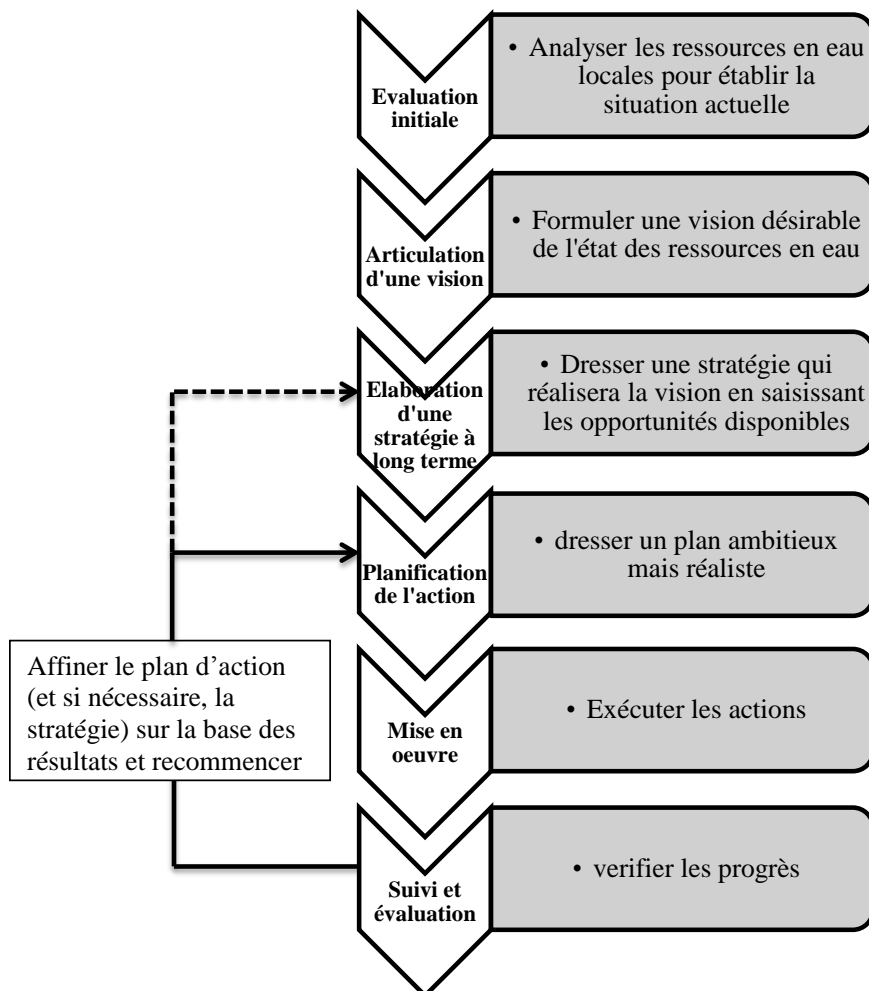 Evaluation
initiale
• Analyser les ressources en eau
locales pour établir la
situation actuelle
Articulation
d'une vision
• Formuler une vision désirable
de l'état des ressources en eau
Elaboration
d'une
stratégie à
long terme
• Dresser une stratégie qui
réalisera la vision en saisissant
les opportunités disponibles
Planification
de l'action
• dresser un plan ambitieux
mais réaliste
Affiner le plan d’action
(et si nécessaire, la
stratégie) sur la base des
résultats et recommencer
Mise en
oeuvre
• Exécuter les actions
Suivi et
évaluation
• verifier les progrès